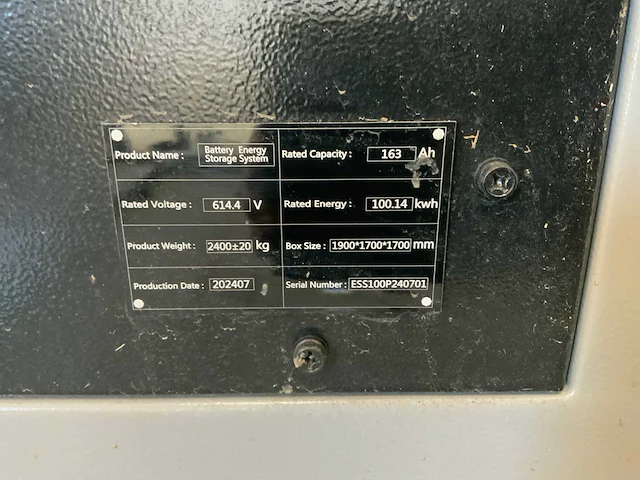 Product Name : Battery Energy Storage System Rated Capacity : 163 Ah
Rated Voltage : 614.4 V Rated Energy : 100.14 kwh
Product Weight : 2400±20 kg Box Size : 1900*1700*1700 mm
Production Date : 202407 Serial Number : ESS100P240701